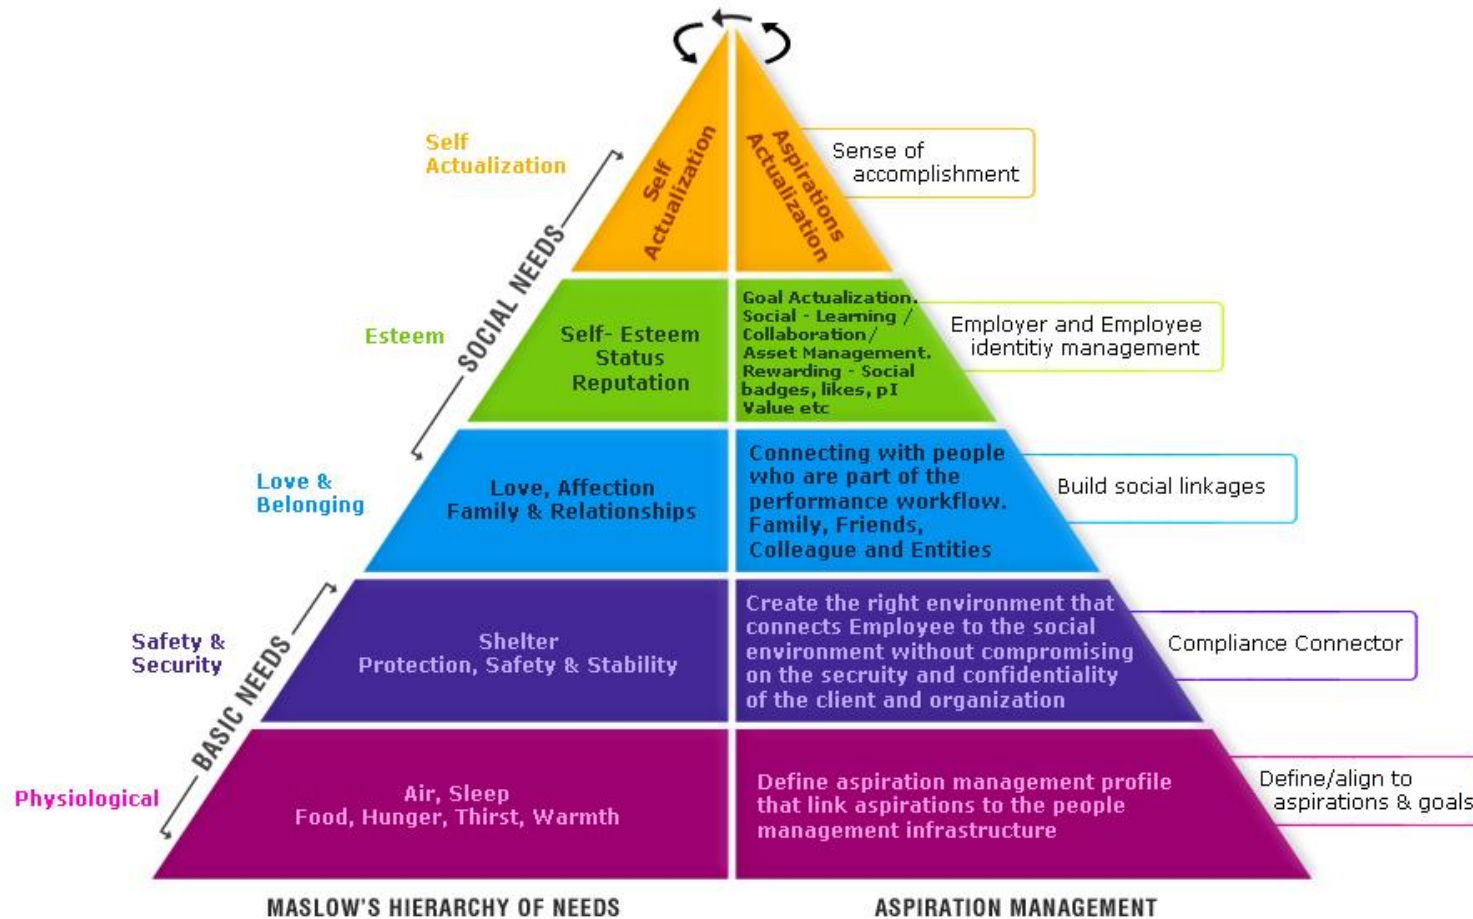 Self
Actualization
SOCIAL NEEDS
Self
Actualization
Aspirations
Actualization
Sense of
accomplishment
Esteem
Self- Esteem
Status
Reputation
Goal Actualization.
Social - Learning /
Collaboration/
Asset Management.
Rewarding - Social
badges, likes, pI
Value etc
Employer and Employee
identitiy management
Love &
Belonging
Love, Affection
Family & Relationships
Connecting with people
who are part of the
performance workflow.
Family, Friends,
Colleague and Entities
Build social linkages
Safety &
Security
BASIC NEEDS
Shelter
Protection, Safety & Stability
Create the right environment that
connects Employee to the social
environment without compromising
on the secruity and confidentiality
of the client and organization
Compliance Connector
Physiological
Air, Sleep
Food, Hunger, Thirst, Warmth
Define aspiration management profile
that link aspirations to the people
management infrastructure
Define/align to
aspirations & goals
MASLOW'S HIERARCHY OF NEEDS
ASPIRATION MANAGEMENT